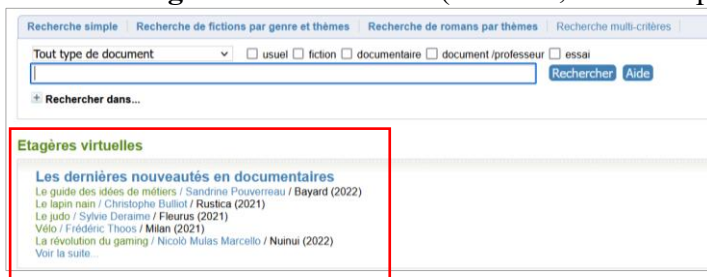 Recherche simple Recherche de fictions par genre et thèmes Recherche de romans par thèmes Recherche multi-critères
Tout type de document usuel fiction documentaire document /professeur essai
Rechercher Aide
Rechercher dans...
Etagères virtuelles
Les dernières nouveautés en documentaires
Le guide des idées de métiers / Sandrine Pouverreau / Bayard (2022)
Le lapin nain / Christophe Bulliot / Rustica (2021)
Le judo / Sylvie Deraime / Fleurus (2021)
Vélo / Frédéric Thoos / Milan (2021)
La révolution du gaming / Nicolò Mulas Marcello / Nuinui (2022)
Voir la suite...